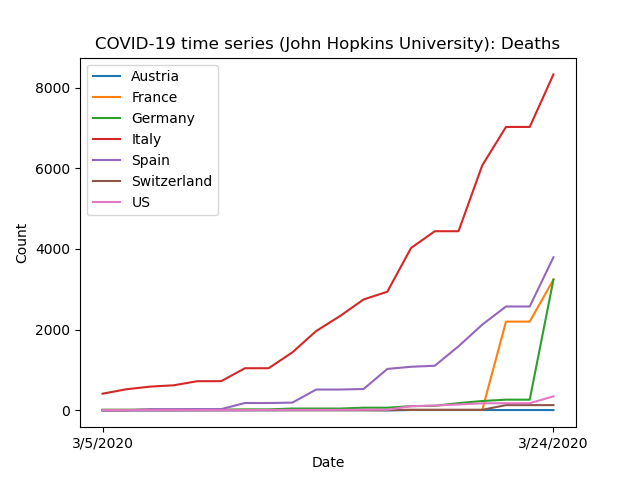 COVID-19 time series (John Hopkins University): Deaths
Austria
France
Germany
Italy
Spain
Switzerland
US
8000
6000
4000
2000
0
Count
3/5/2020
3/24/2020
Date